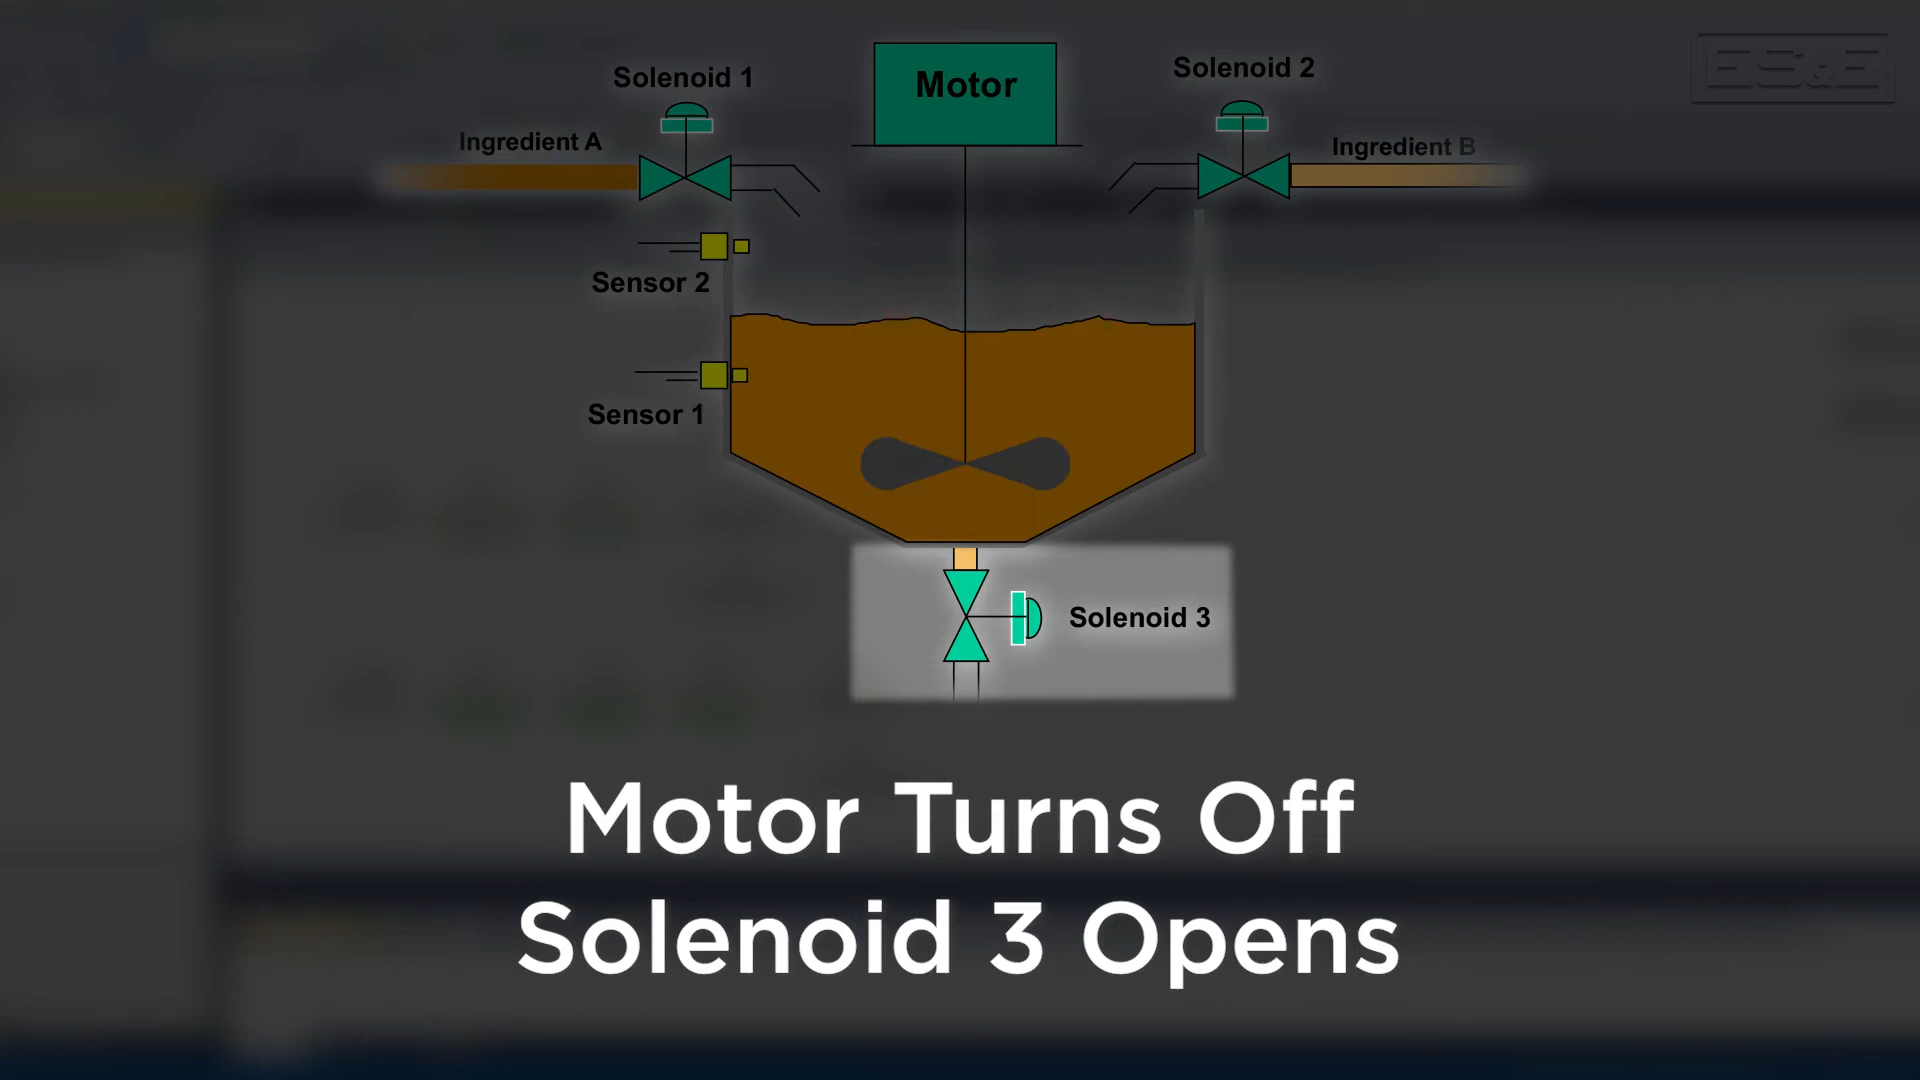 Solenoid 1
Motor
Solenoid 2
ES&E
Ingredient A
Ingredient B
Sensor 2
Sensor 1
Solenoid 3
Motor Turns Off
Solenoid 3 Opens